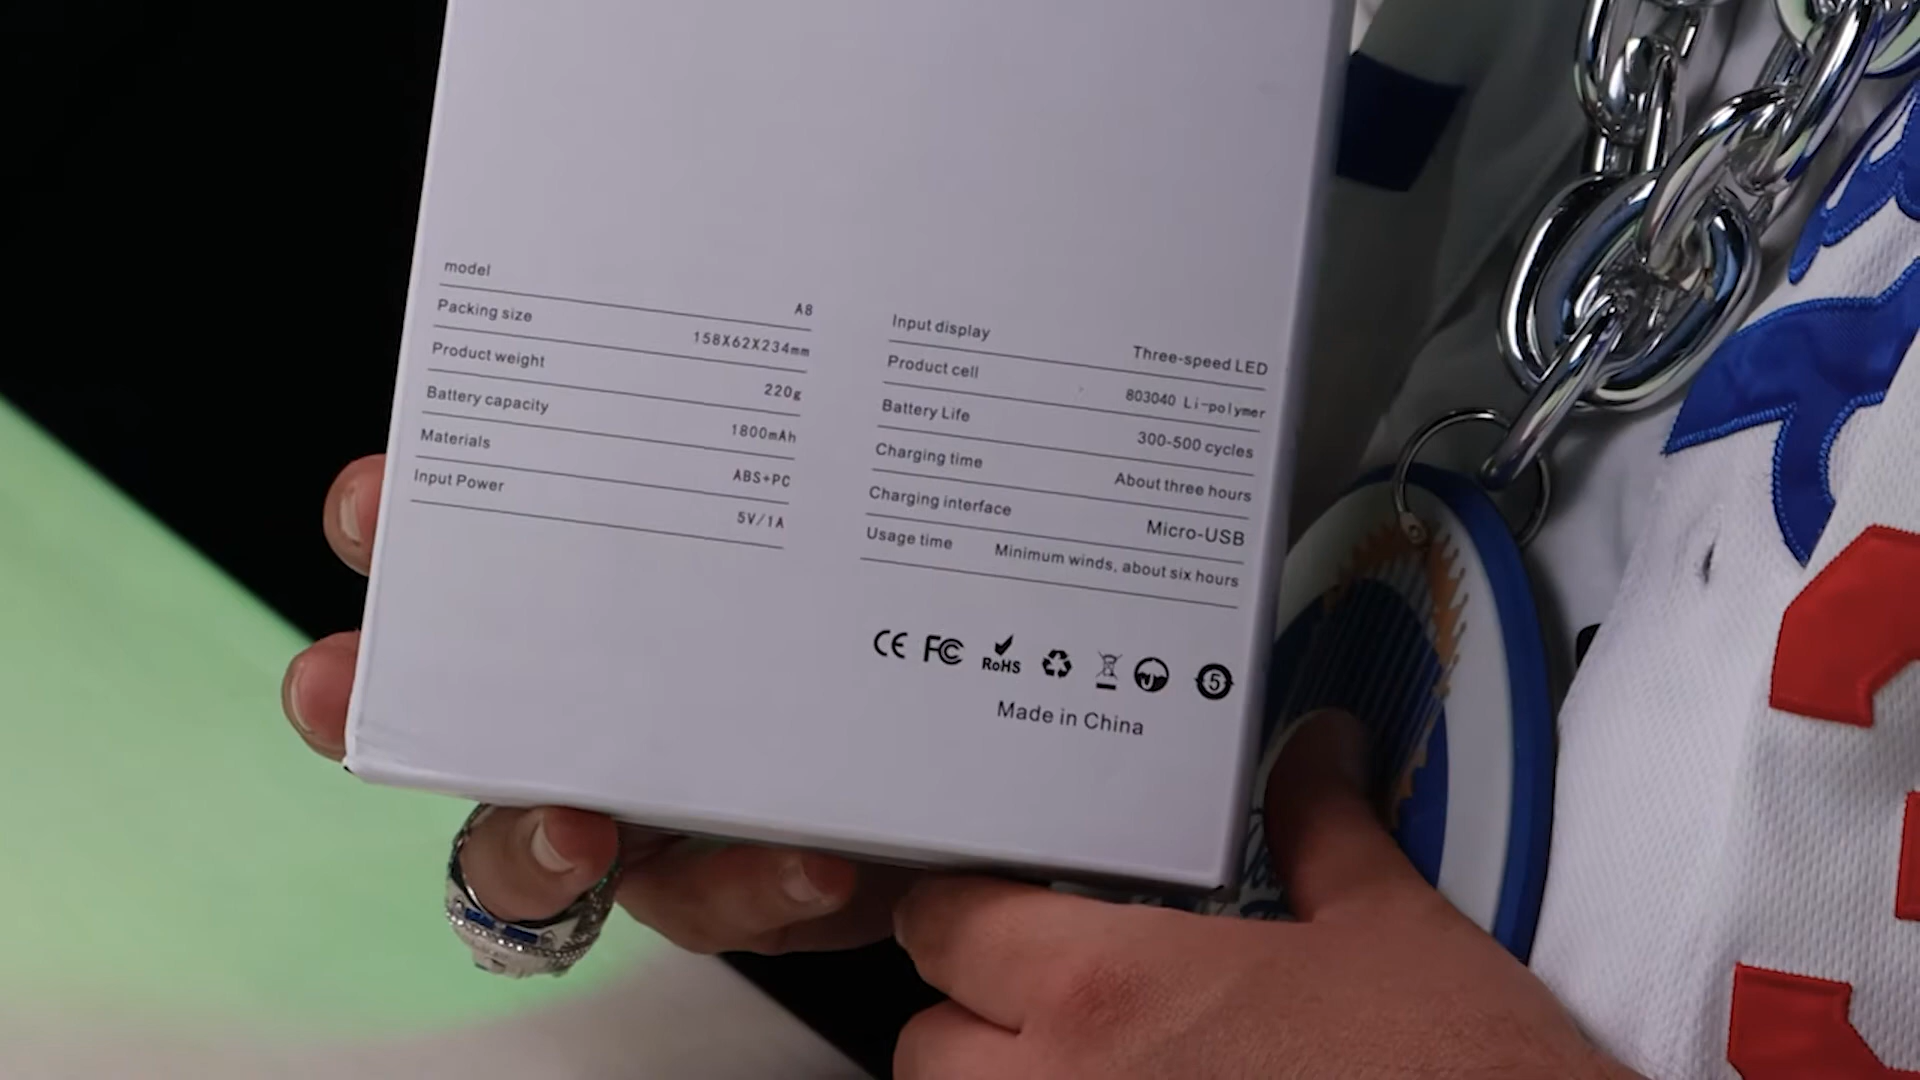 model A8
Packing size 158X62X234mm
Product weight 220g
Battery capacity 1800mAh
Materials ABS+PC
Input Power 5V/1A
Input display Three-speed LED
Product cell 803040 Li-polymer
Battery Life 300-500 cycles
Charging time About three hours
Charging interface Micro-USB
Usage time Minimum winds, about six hours
CE FC RoHS 5
Made in China